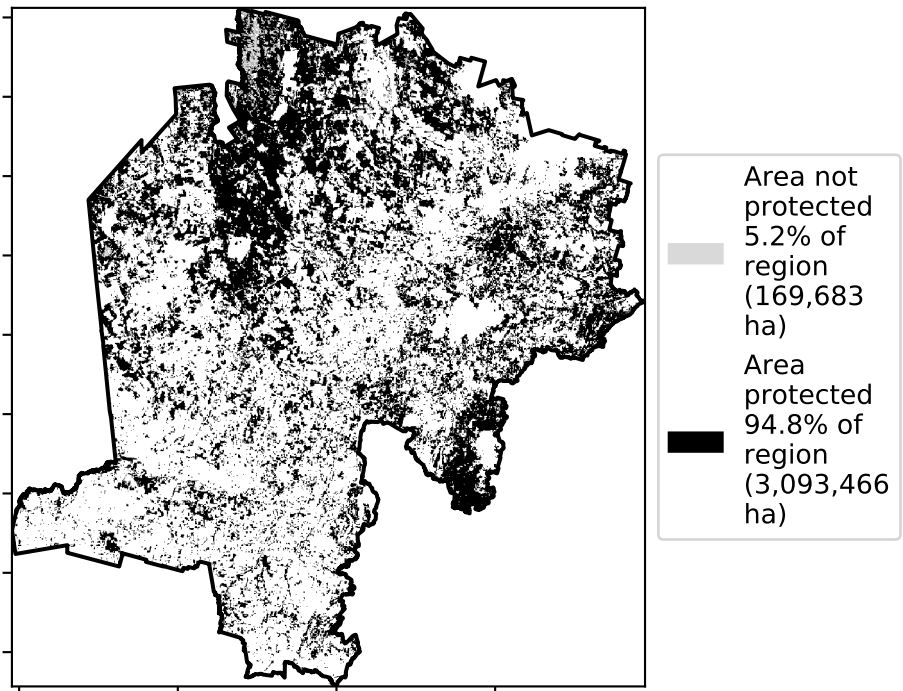 Area not
protected
5.2% of
region
(169,683
ha)
Area
protected
94.8% of
region
(3,093,466
ha)